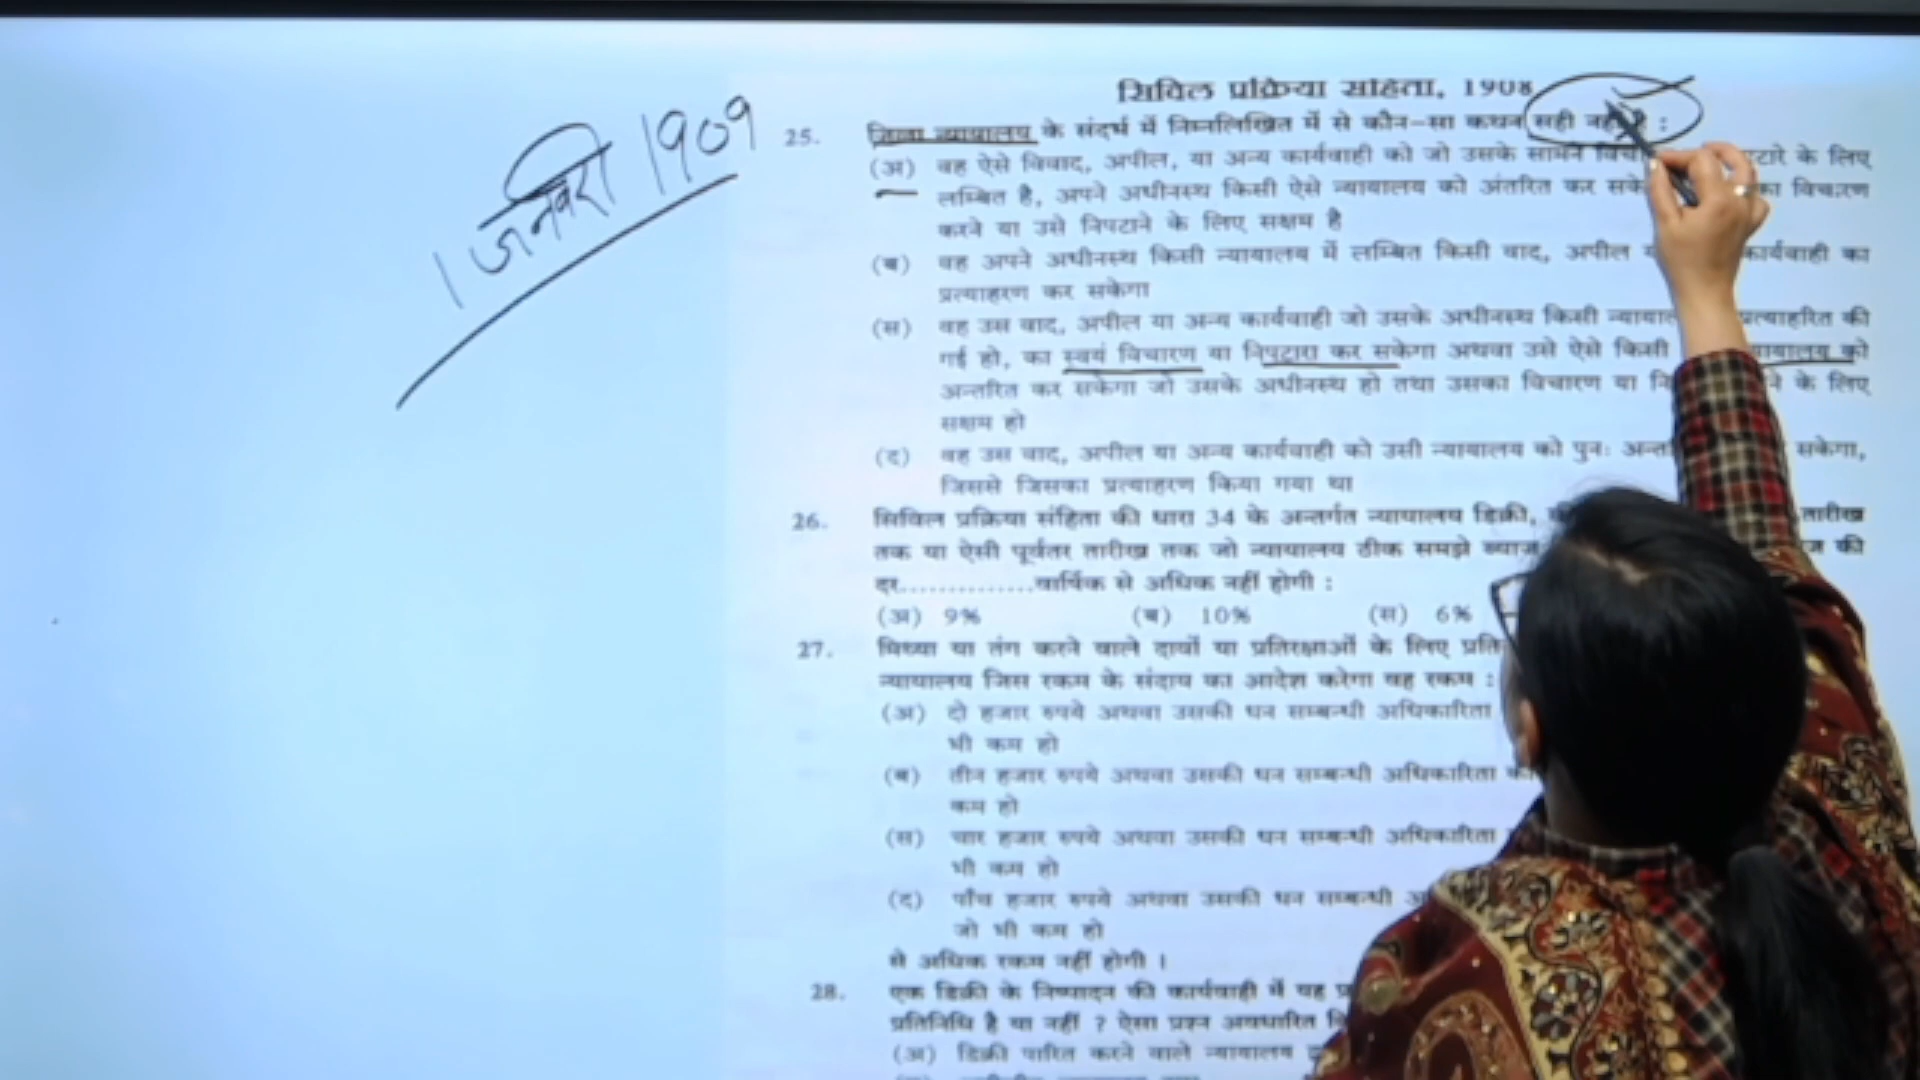 1 जनवरी 1909
सिविल प्रक्रिया संहिता, 1908
25. जिला न्यायालय के संदर्भ में निम्नलिखित में से कौन-सा कथन सही नहीं है :
(अ) वह ऐसे विवाद, अपील, या अन्य कार्यवाही को जो उसके सामने के लिए
लम्बित है, अपने अधीनस्थ किसी ऐसे न्यायालय को अंतरित कर सके का विचारण
करने या उसे निपटाने के लिए सक्षम है
(ब) वह अपने अधीनस्थ किसी न्यायालय में लम्बित किसी वाद, अपील कार्यवाही का
प्रत्याहरण कर सकेगा
(स) वह उस वाद, अपील या अन्य कार्यवाही जो उसके अधीनस्थ किसी प्रत्याहरित की
गई हो, का स्वयं विचारण या निपटारा कर सकेगा अथवा उसे ऐसे किसी को
अन्तरित कर सकेगा जो उसके अधीनस्थ हो तथा उसका विचारण या के लिए
सक्षम हो
(द) वह उस वाद, अपील या अन्य कार्यवाही को उसी न्यायालय को पुनः सकेगा,
जिससे जिसका प्रत्याहरण किया गया था
26. सिविल प्रक्रिया संहिता की धारा 34 के अन्तर्गत न्यायालय डिक्री, तारीख
तक या ऐसी पूर्वतर तारीख तक जो न्यायालय ठीक समझे ब्याज की
दर..............वार्षिक से अधिक नहीं होगी :
(अ) 9% (ब) 10% (स) 6%
27. मिथ्या या तंग करने वाले दावों या प्रतिरक्षाओं के लिए
न्यायालय जिस रकम के संदाय का आदेश करेगा वह रकम :
(अ) दो हजार रुपये अथवा उसकी धन सम्बन्धी अधिकारिता
भी कम हो
(ब) तीन हजार रुपये अथवा उसकी धन सम्बन्धी अधिकारिता
कम हो
(स) चार हजार रुपये अथवा उसकी धन सम्बन्धी अधिकारिता
भी कम हो
(द) पाँच हजार रुपये अथवा उसकी धन सम्बन्धी
जो भी कम हो
से अधिक रकम नहीं होगी ।
28. एक डिक्री के निष्पादन की कार्यवाही में यह
प्रतिनिधि है या नहीं ? ऐसा प्रश्न अवधारित
(अ) डिक्री पारित करने वाले न्यायालय